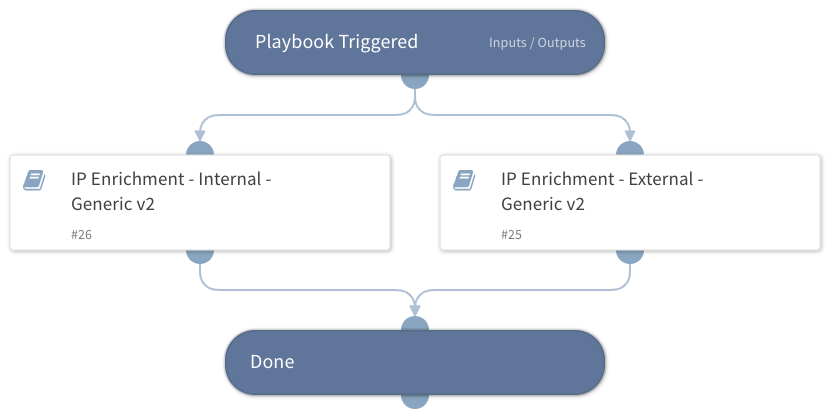 Playbook Triggered Inputs / Outputs
IP Enrichment - Internal -
Generic v2
#26
IP Enrichment - External -
Generic v2
#25
Done